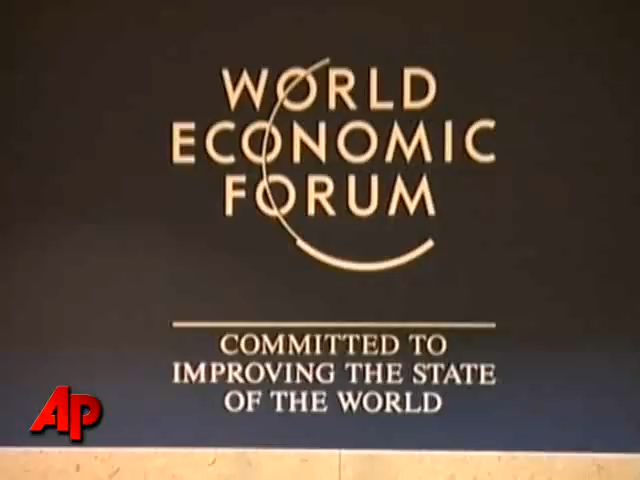 WORLD
ECONOMIC
FORUM
COMMITTED TO
IMPROVING THE STATE
OF THE WORLD
AP